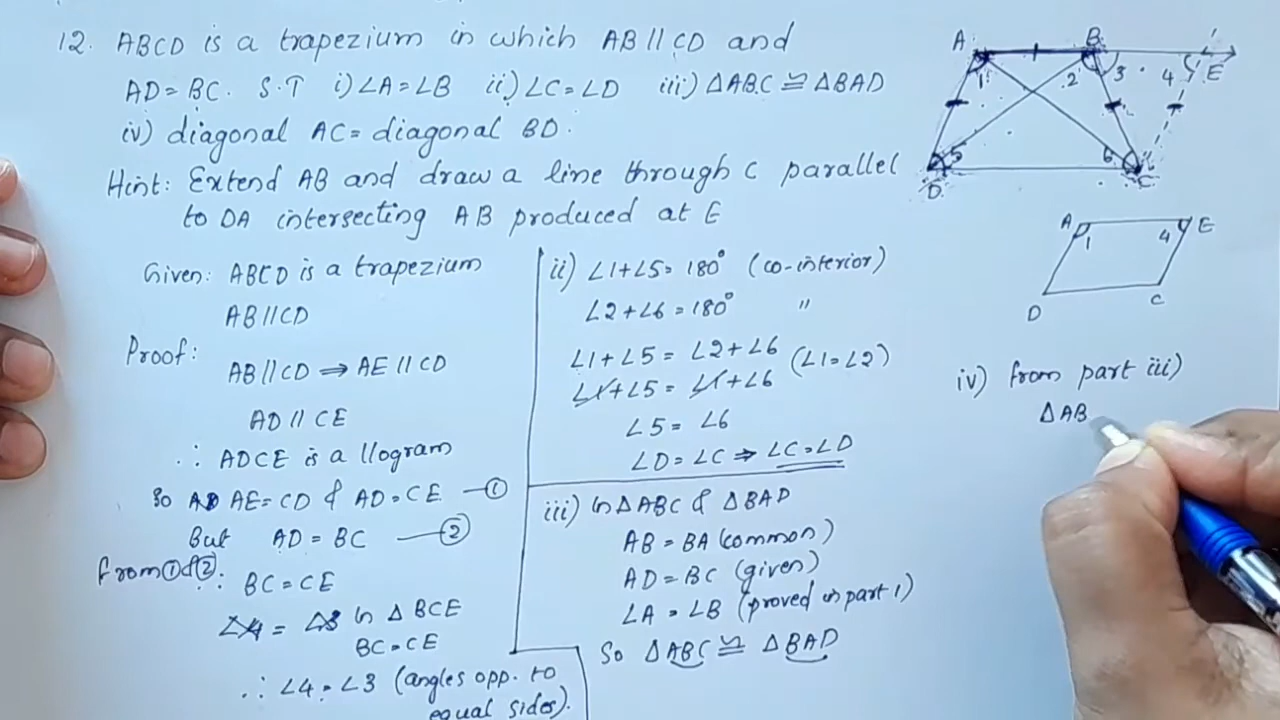 12. ABCD is a trapezium in which AB // CD and
AD = BC. S.T i) ∠A = ∠B ii) ∠C = ∠D iii) ΔABC ≅ ΔBAD
iv) diagonal AC = diagonal BD.
Hint: Extend AB and draw a line through C parallel
to DA intersecting AB produced at E
Given: ABCD is a trapezium
AB // CD
Proof:
AB // CD ⇒ AE // CD
AD // CE
∴ ADCE is a llogram
So AE = CD & AD = CE — ①
But AD = BC — ②
from ① & ② :
∴ BC = CE
In Δ BCE
BC = CE
∴ ∠4 = ∠3 (angles opp. to
equal sides).
ii) ∠1 + ∠5 = 180° (co-interior)
∠2 + ∠6 = 180° "
∠1 + ∠5 = ∠2 + ∠6 (∠1 = ∠2)
∠1 + ∠5 = ∠1 + ∠6
∠5 = ∠6
∠D = ∠C ⇒ ∠C = ∠D
iii) In ΔABC & ΔBAD
AB = BA (common)
AD = BC (given)
∠A = ∠B (proved in part 1)
So ΔABC ≅ ΔBAD
A B E
1 2 3 4
5 6
D C
A E
1 4
D C
iv) from part iii)
ΔAB